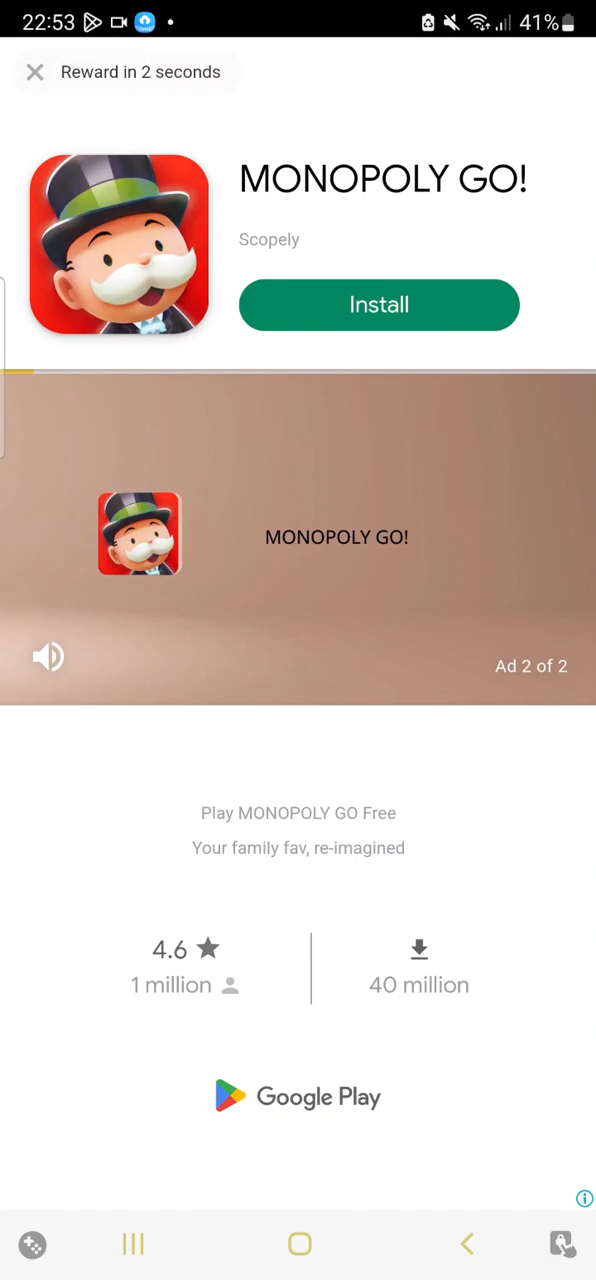 22:53
41%
Reward in 2 seconds
MONOPOLY GO!
Scopely
Install
MONOPOLY GO!
Ad 2 of 2
Play MONOPOLY GO Free
Your family fav, re-imagined
4.6
1 million
40 million
Google Play